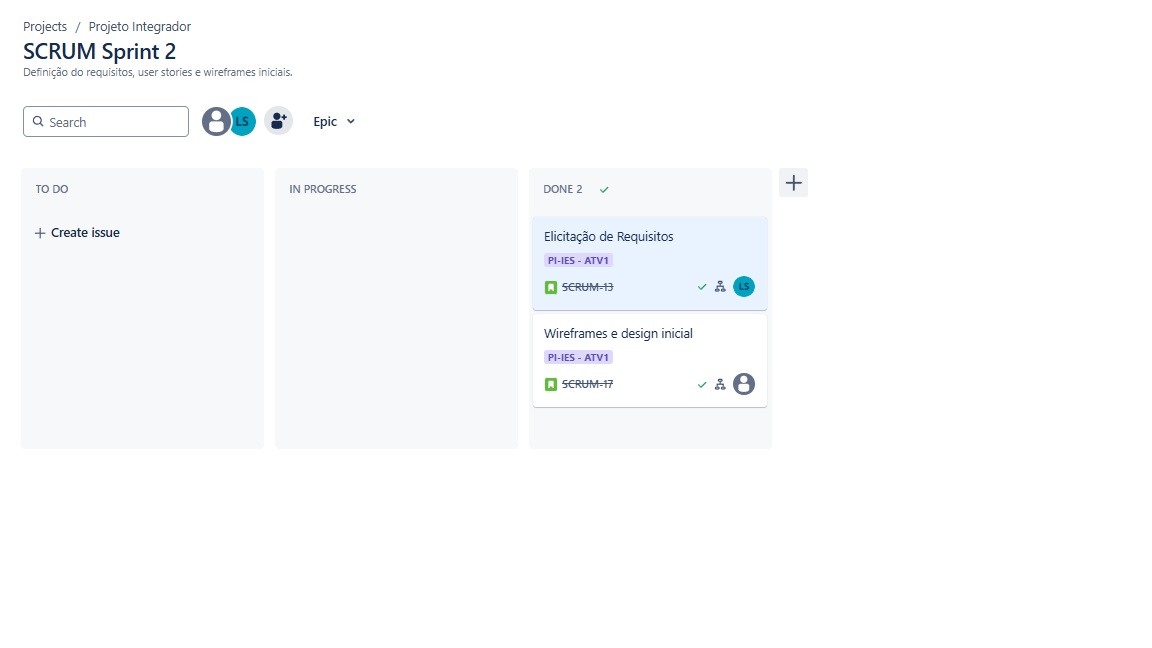 Projects / Projeto Integrador
SCRUM Sprint 2
Definição do requisitos, user stories e wireframes iniciais.
Search
LS
Epic
TO DO
Create issue
IN PROGRESS
DONE 2
Elicitação de Requisitos
PI-IES - ATV1
SCRUM-13
LS
Wireframes e design inicial
PI-IES - ATV1
SCRUM-17